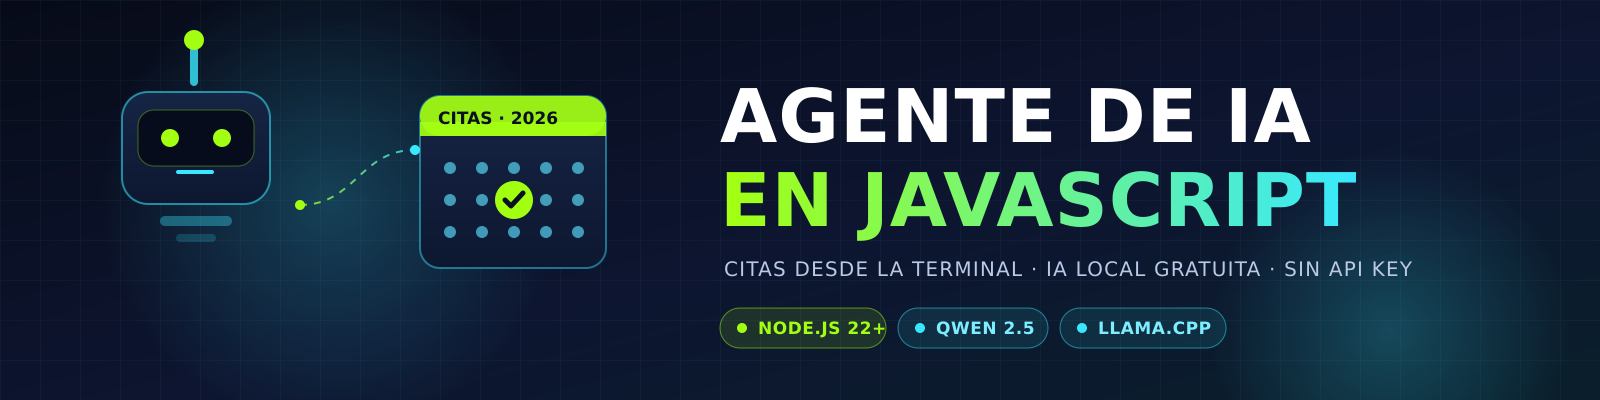 CITAS · 2026
AGENTE DE IA
EN JAVASCRIPT
CITAS DESDE LA TERMINAL · IA LOCAL GRATUITA · SIN API KEY
NODE.JS 22+
QWEN 2.5
LLAMA.CPP